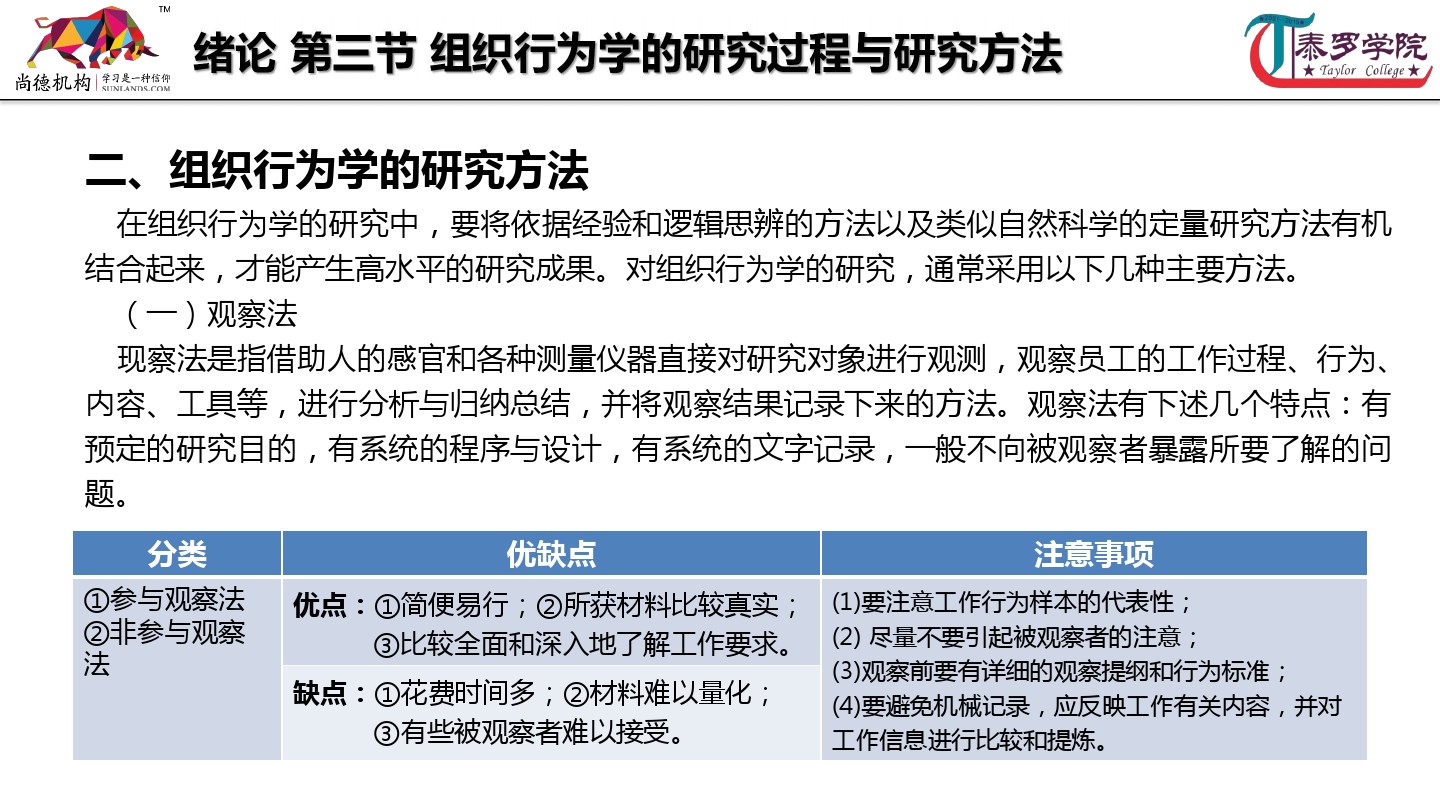 TM
尚德机构 学习是一种信仰
SUNLANDS.COM
绪论 第三节 组织行为学的研究过程与研究方法
泰罗学院
★ Taylor College ★
二、组织行为学的研究方法
在组织行为学的研究中，要将依据经验和逻辑思辨的方法以及类似自然科学的定量研究方法有机
结合起来，才能产生高水平的研究成果。对组织行为学的研究，通常采用以下几种主要方法。
（一）观察法
现察法是指借助人的感官和各种测量仪器直接对研究对象进行观测，观察员工的工作过程、行为、
内容、工具等，进行分析与归纳总结，并将观察结果记录下来的方法。观察法有下述几个特点：有
预定的研究目的，有系统的程序与设计，有系统的文字记录，一般不向被观察者暴露所要了解的问
题。
分类 优缺点 注意事项
①参与观察法
②非参与观察
法
优点：①简便易行；②所获材料比较真实；
③比较全面和深入地了解工作要求。
缺点：①花费时间多；②材料难以量化；
③有些被观察者难以接受。
(1)要注意工作行为样本的代表性；
(2) 尽量不要引起被观察者的注意；
(3)观察前要有详细的观察提纲和行为标准；
(4)要避免机械记录，应反映工作有关内容，并对
工作信息进行比较和提炼。